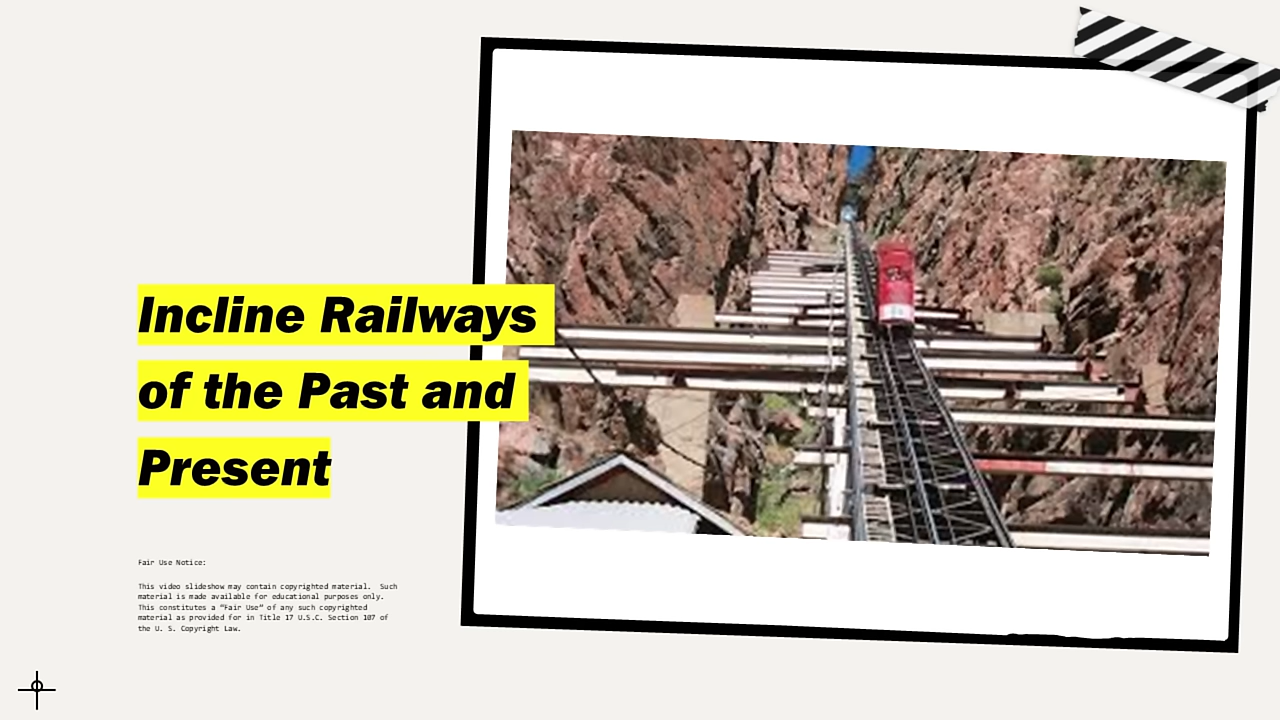 Incline Railways
of the Past and
Present
Fair Use Notice:
This video slideshow may contain copyrighted material.  Such
material is made available for educational purposes only.
This constitutes a “Fair Use” of any such copyrighted
material as provided for in Title 17 U.S.C. Section 107 of
the U. S. Copyright Law.